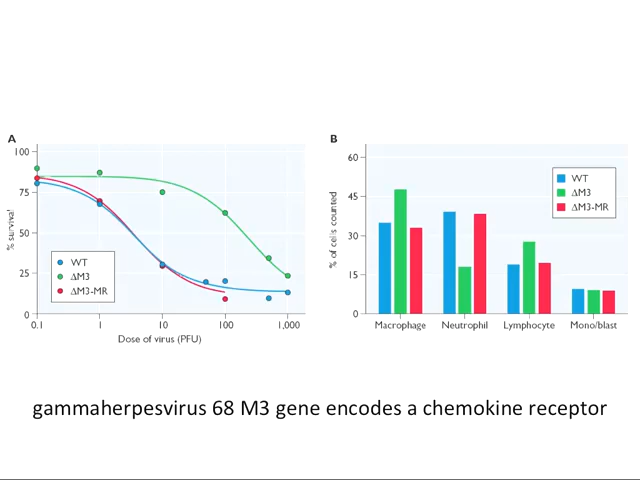 A
100
75
50
25
0
% survival
WT
ΔM3
ΔM3-MR
0.1
1
10
100
1,000
Dose of virus (PFU)
B
60
45
30
15
0
% of cells counted
WT
ΔM3
ΔM3-MR
Macrophage
Neutrophil
Lymphocyte
Mono/blast
gammaherpesvirus 68 M3 gene encodes a chemokine receptor